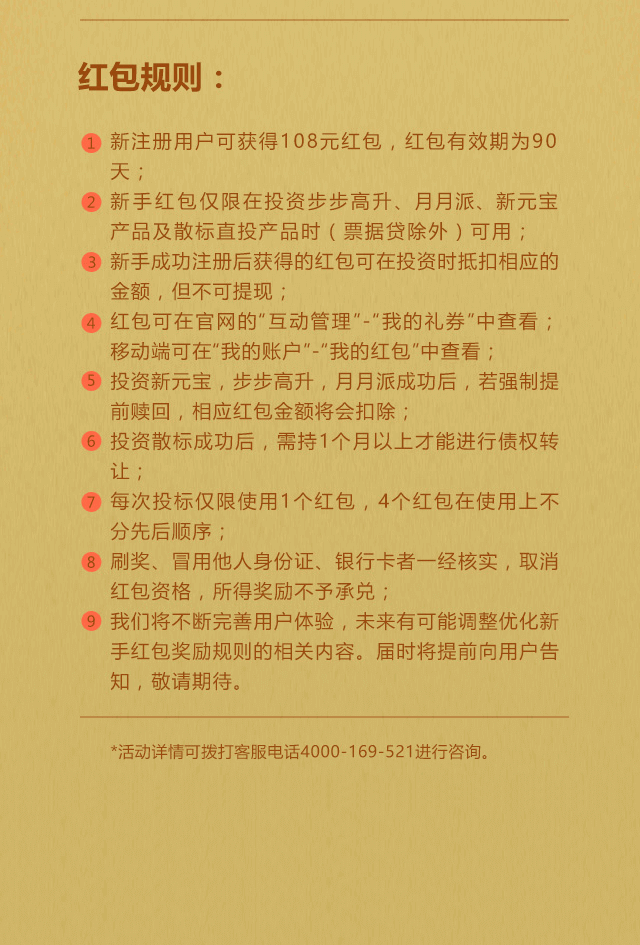 红包规则：
1 新注册用户可获得108元红包，红包有效期为90
天；
2 新手红包仅限在投资步步高升、月月派、新元宝
产品及散标直投产品时（票据贷除外）可用；
3 新手成功注册后获得的红包可在投资时抵扣相应的
金额，但不可提现；
4 红包可在官网的“互动管理”-“我的礼券”中查看；
移动端可在“我的账户”-“我的红包”中查看；
5 投资新元宝，步步高升，月月派成功后，若强制提
前赎回，相应红包金额将会扣除；
6 投资散标成功后，需持1个月以上才能进行债权转
让；
7 每次投标仅限使用1个红包，4个红包在使用上不
分先后顺序；
8 刷奖、冒用他人身份证、银行卡者一经核实，取消
红包资格，所得奖励不予承兑；
9 我们将不断完善用户体验，未来有可能调整优化新
手红包奖励规则的相关内容。届时将提前向用户告
知，敬请期待。
*活动详情可拨打客服电话4000-169-521进行咨询。